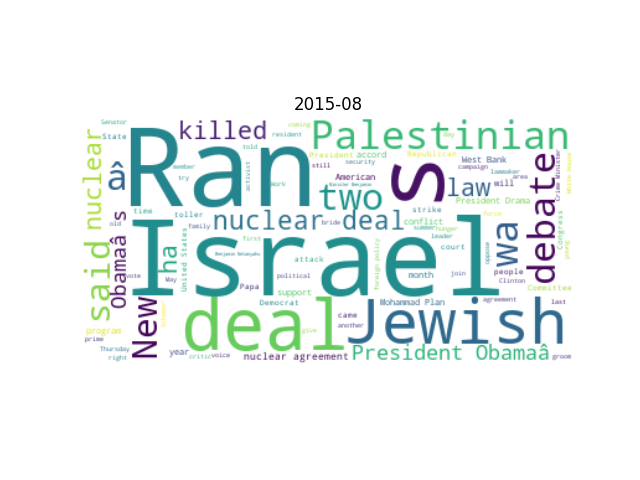 2015-08
Ran
Israel
deal
Jewish
Palestinian
s
two
debate
killed
nuclear deal
nuclear
said
Obamaâ
s
â
ha
New
law
wa
President Obamaâ
nuclear agreement
Senator
State
time
toller
United States
program
prime
Thursday
right
year
critic
voice
Papa
family
first
attack
political
support
Democrat
bride
conflict
strike
month
court
leader
summer
hunger
American
security
still
President
accord
Republican
West Bank
campaign
lawmaker
will
area
President Drama
people
Clinton
Committee
Congress
Crime Minister
White House
young
oppose
force
join
agreement
last
groom
another
came
give
Mohammad Plan
foreign policy
Benjamin Netanyahu
Minister Benjamin
activist
told
resident
coming
member
try
Work
day
old
vote
May